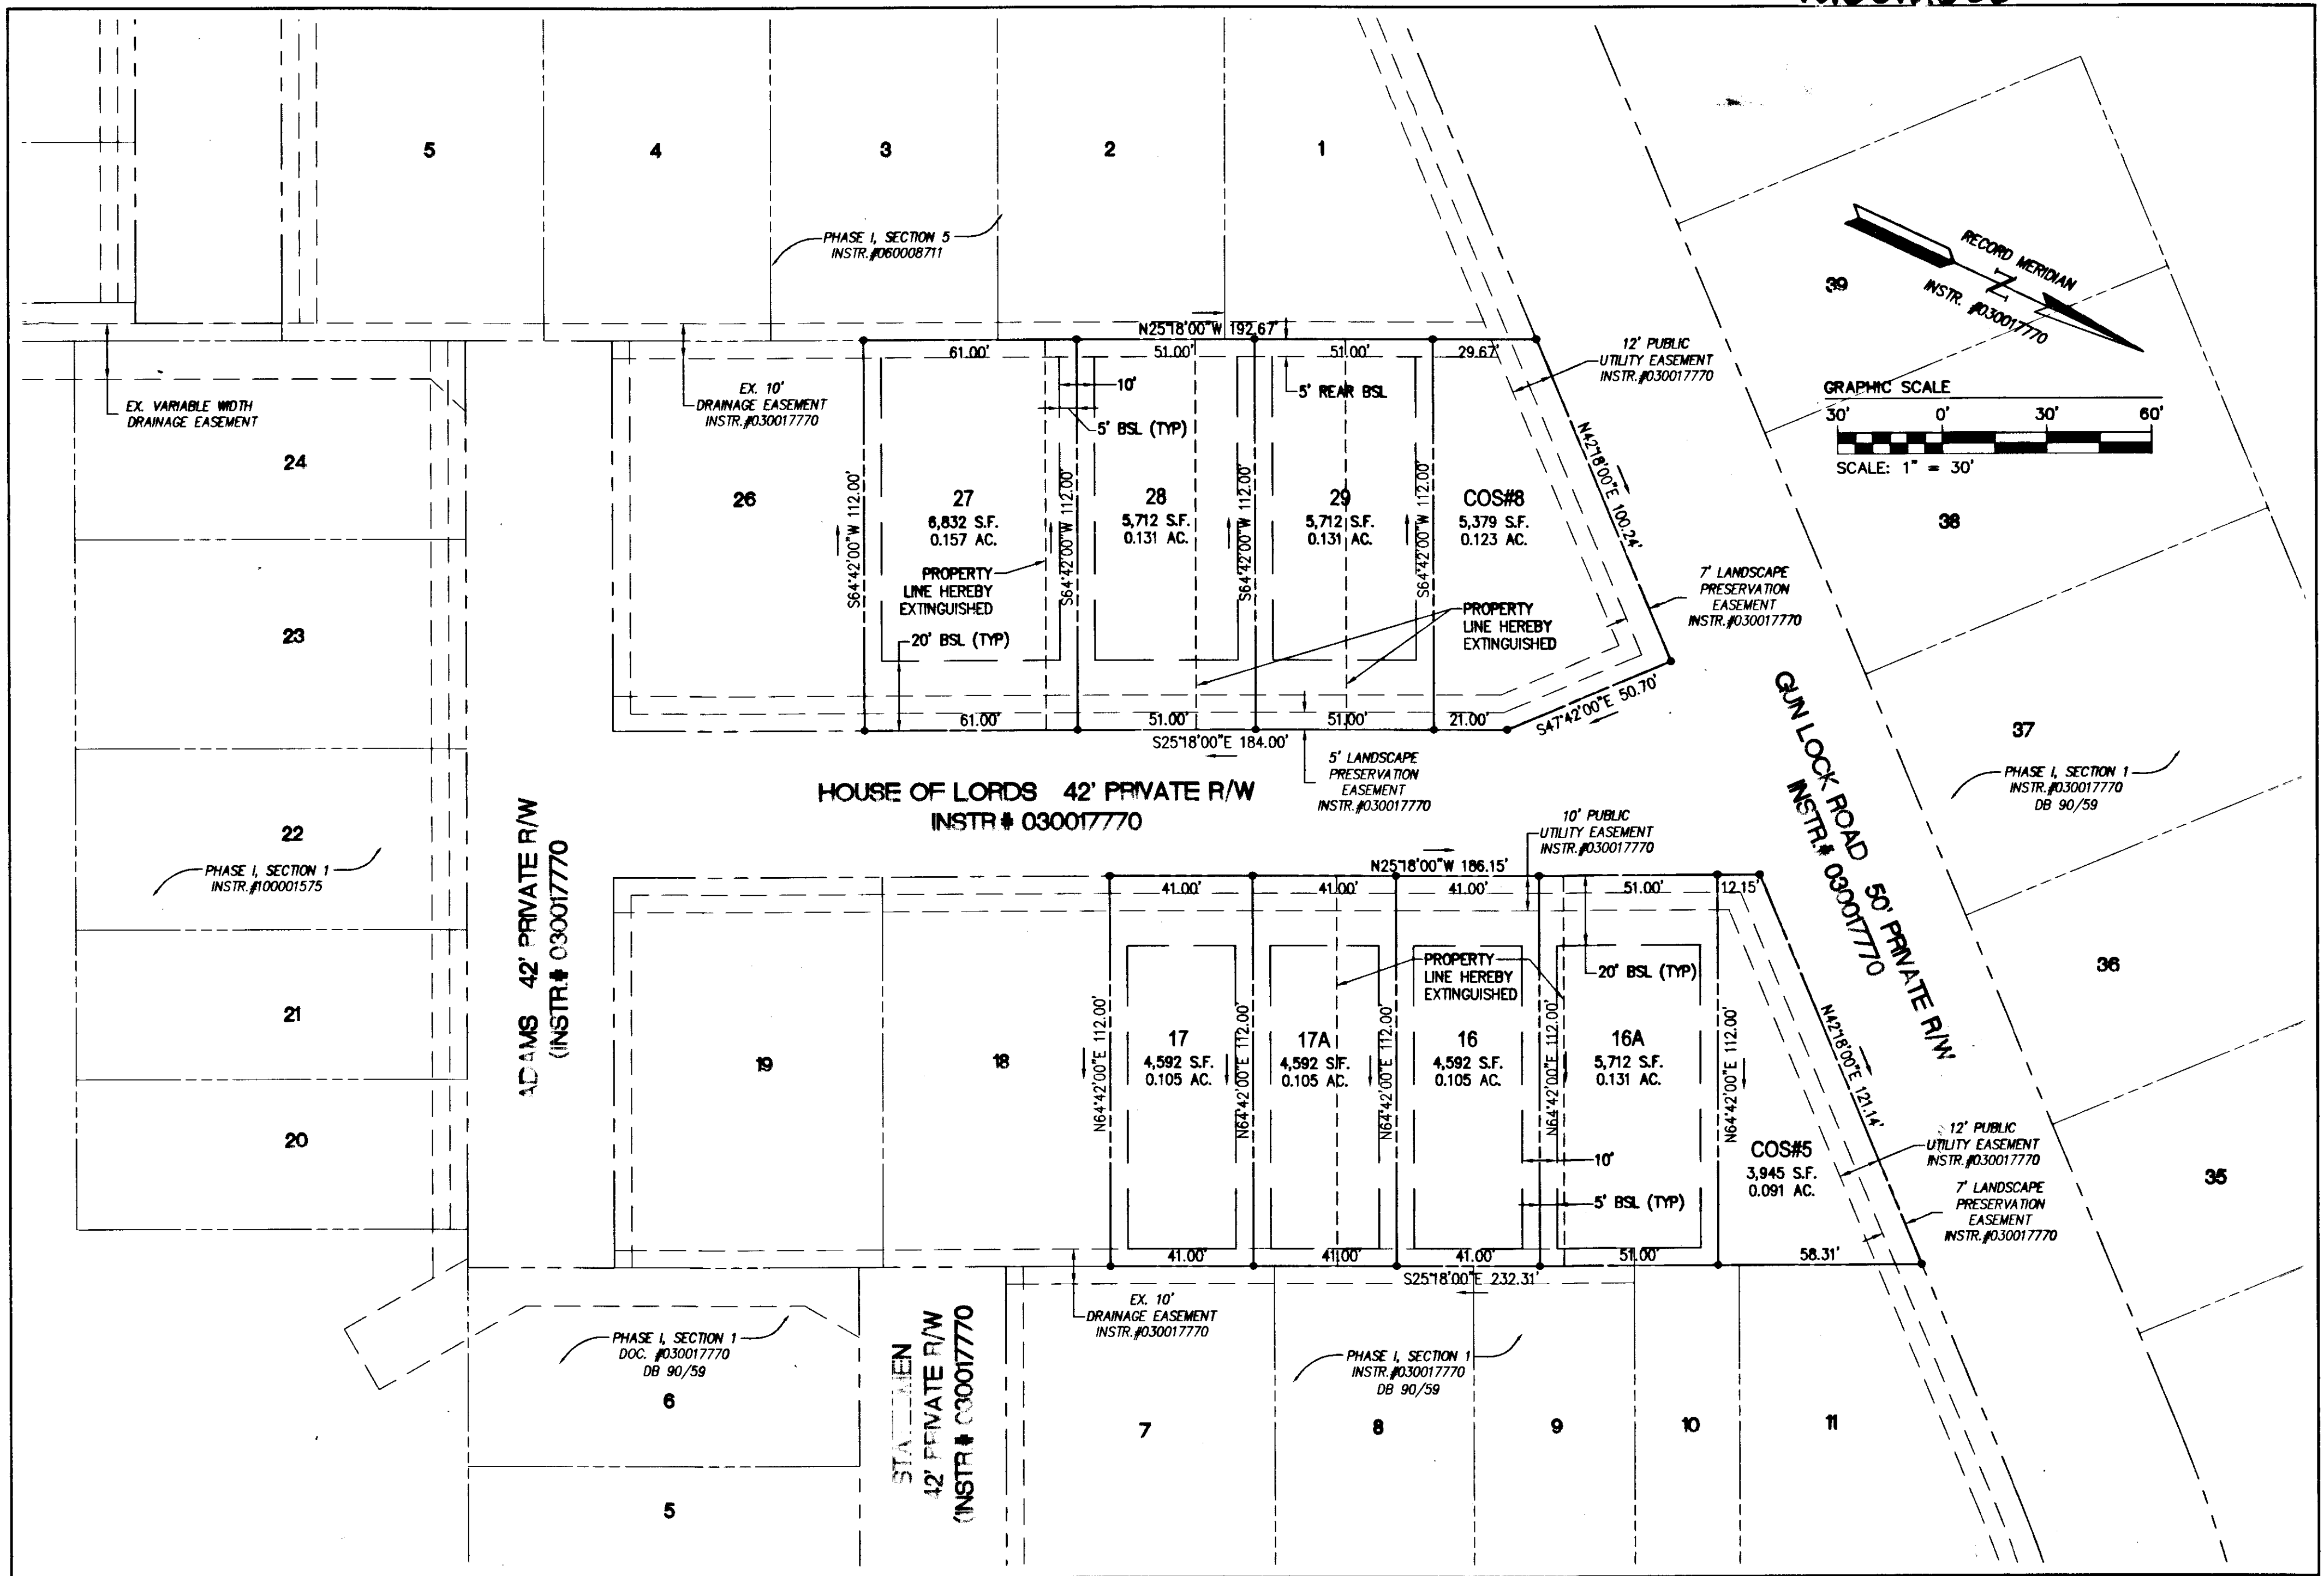 5
4
3
2
1
PHASE I, SECTION 5
INSTR.#060008711
39
RECORD MERIDIAN
N
INSTR. #030017770
GRAPHIC SCALE
30' 0' 30' 60'
SCALE: 1" = 30'
38
N25°18'00"W 192.67'
61.00'
51.00'
51.00'
29.67'
12' PUBLIC
UTILITY EASEMENT
INSTR.#030017770
EX. VARIABLE WIDTH
DRAINAGE EASEMENT
EX. 10'
DRAINAGE EASEMENT
INSTR.#030017770
10'
5' BSL (TYP)
5' REAR BSL
N42°18'00"E 100.24'
24
26
S64°42'00"W 112.00'
27
6,832 S.F.
0.157 AC.
S64°42'00"W 112.00'
28
5,712 S.F.
0.131 AC.
S64°42'00"W 112.00'
29
5,712 S.F.
0.131 AC.
S64°42'00"W 112.00'
COS#8
5,379 S.F.
0.123 AC.
PROPERTY
LINE HEREBY
EXTINGUISHED
PROPERTY
LINE HEREBY
EXTINGUISHED
7' LANDSCAPE
PRESERVATION
EASEMENT
INSTR.#030017770
20' BSL (TYP)
23
61.00'
51.00'
51.00'
21.00'
S47°42'00"E 50.70'
S25°18'00"E 184.00'
5' LANDSCAPE
PRESERVATION
EASEMENT
INSTR.#030017770
HOUSE OF LORDS 42' PRIVATE R/W
INSTR # 030017770
GUN LOCK ROAD 50' PRIVATE R/W
INSTR.# 030017770
37
PHASE I, SECTION 1
INSTR.#030017770
DB 90/59
22
PHASE I, SECTION 1
INSTR.#100001575
ADAMS 42' PRIVATE R/W
(INSTR.# 030017770
10' PUBLIC
UTILITY EASEMENT
INSTR.#030017770
N25°18'00"W 186.15'
41.00'
41.00'
41.00'
51.00'
12.15'
PROPERTY
LINE HEREBY
EXTINGUISHED
20' BSL (TYP)
36
21
19
18
N64°42'00"E 112.00'
17
4,592 S.F.
0.105 AC.
N64°42'00"E 112.00'
17A
4,592 S.F.
0.105 AC.
N64°42'00"E 112.00'
16
4,592 S.F.
0.105 AC.
N64°42'00"E 112.00'
16A
5,712 S.F.
0.131 AC.
N64°42'00"E 112.00'
N42°18'00"E 121.14'
COS#5
3,945 S.F.
0.091 AC.
12' PUBLIC
UTILITY EASEMENT
INSTR.#030017770
7' LANDSCAPE
PRESERVATION
EASEMENT
INSTR.#030017770
35
20
10'
5' BSL (TYP)
41.00'
41.00'
41.00'
51.00'
58.31'
S25°18'00"E 232.31'
EX. 10'
DRAINAGE EASEMENT
INSTR.#030017770
PHASE I, SECTION 1
DOC. #030017770
DB 90/59
6
42' PRIVATE R/W
(INSTR.# 030017770
PHASE I, SECTION 1
INSTR.#030017770
DB 90/59
7
8
9
10
11
5